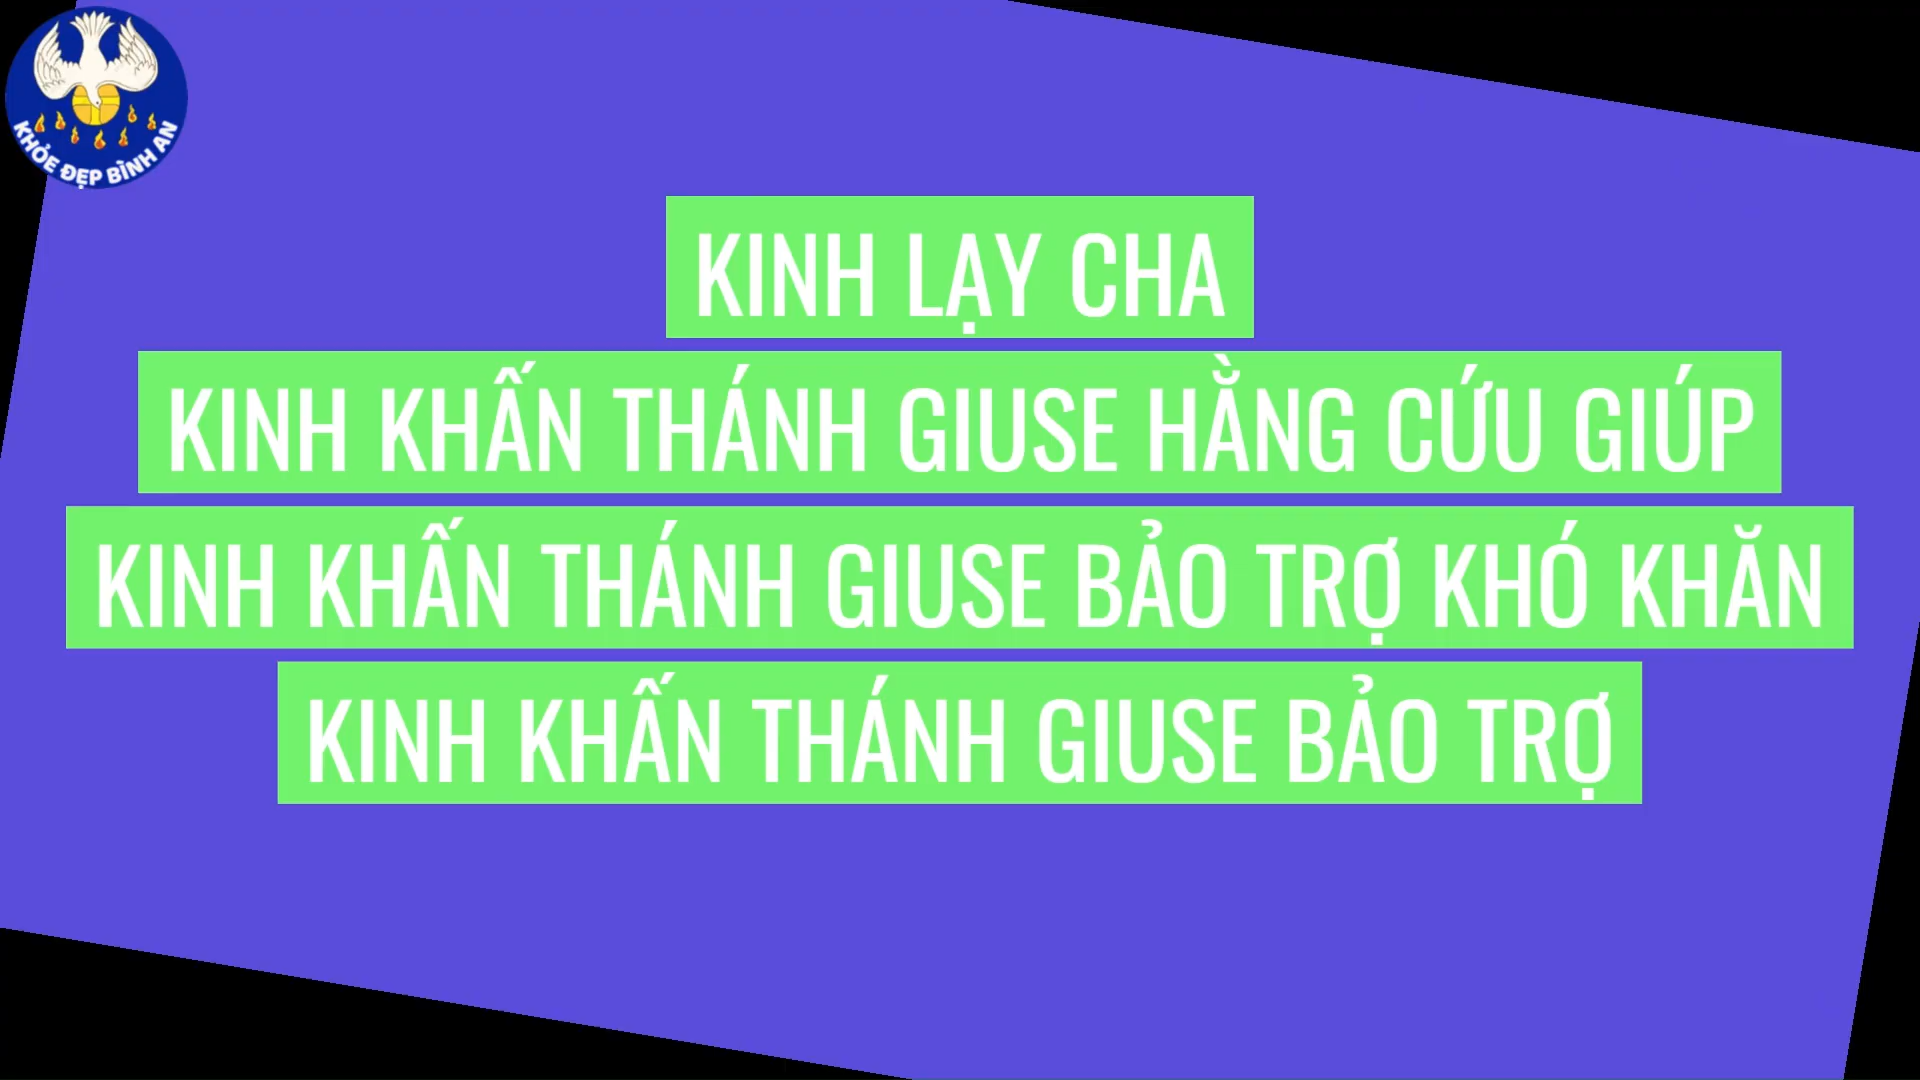 KHỎE ĐẸP BÌNH AN
KINH LẠY CHA
KINH KHẤN THÁNH GIUSE HẰNG CỨU GIÚP
KINH KHẤN THÁNH GIUSE BẢO TRỢ KHÓ KHĂN
KINH KHẤN THÁNH GIUSE BẢO TRỢ